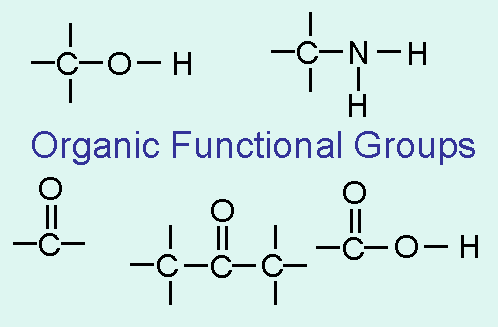 C O H
C N H
H
Organic Functional Groups
O
C
O
C C C
O
C O H